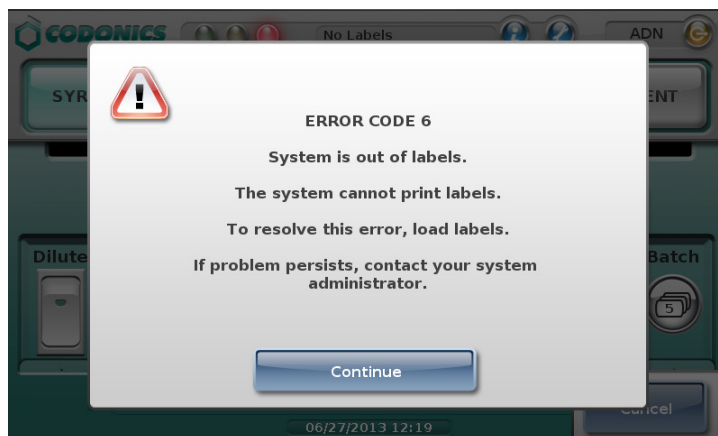 CODONICS
No Labels
ADN
SYR
ENT
ERROR CODE 6
System is out of labels.
The system cannot print labels.
To resolve this error, load labels.
If problem persists, contact your system
administrator.
Dilute
Batch
5
Continue
Cancel
06/27/2013 12:19